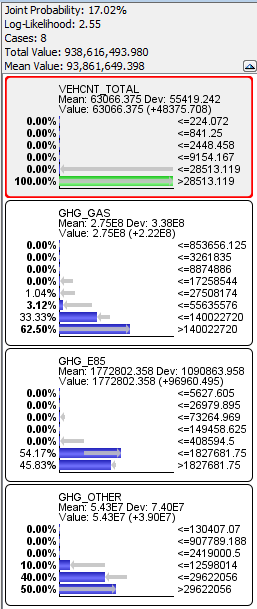 Joint Probability: 17.02%
Log-Likelihood: 2.55
Cases: 8
Total Value: 938,616,493.980
Mean Value: 93,861,649.398
VEHCNT_TOTAL
Mean: 63066.375 Dev: 55419.242
Value: 63066.375 (+48375.708)
0.00% <=224.072
0.00% <=841.25
0.00% <=2448.458
0.00% <=9154.167
0.00% <=28513.119
100.00% >28513.119
GHG_GAS
Mean: 2.75E8 Dev: 3.38E8
Value: 2.75E8 (+2.22E8)
0.00% <=853656.125
0.00% <=3261835
0.00% <=8874886
0.00% <=17258544
1.04% <=27508174
3.12% <=55635576
33.33% <=140022720
62.50% >140022720
GHG_E85
Mean: 1772802.358 Dev: 1090863.958
Value: 1772802.358 (+96960.495)
0.00% <=5627.605
0.00% <=26979.895
0.00% <=73264.969
0.00% <=149458.625
0.00% <=408594.5
54.17% <=1827681.75
45.83% >1827681.75
GHG_OTHER
Mean: 5.43E7 Dev: 7.40E7
Value: 5.43E7 (+3.90E7)
0.00% <=130407.07
0.00% <=907789.188
0.00% <=2419000.5
10.00% <=12598014
40.00% <=29622056
50.00% >29622056